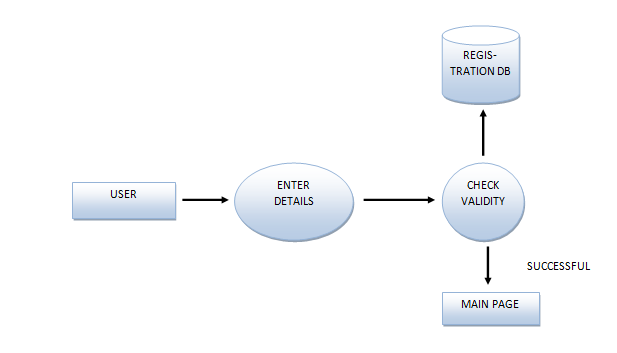 REGIS-
TRATION DB
USER
ENTER
DETAILS
CHECK
VALIDITY
SUCCESSFUL
MAIN PAGE